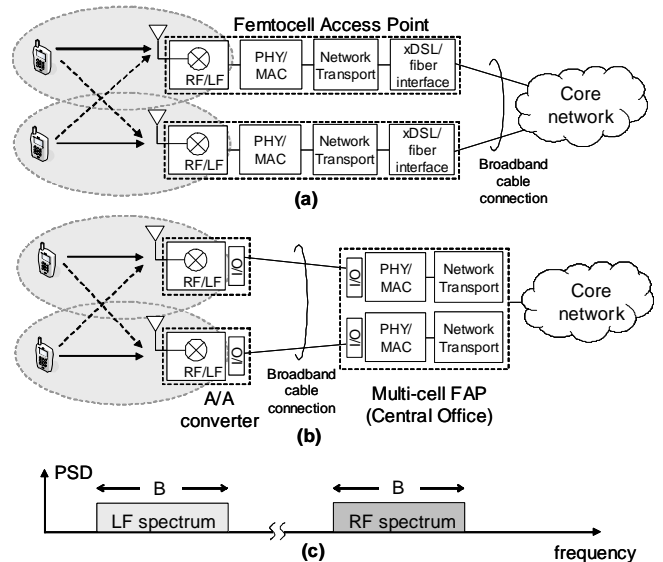 Femtocell Access Point
RF/LF
PHY/
MAC
Network
Transport
xDSL/
fiber
interface
Core
network
RF/LF
PHY/
MAC
Network
Transport
xDSL/
fiber
interface
Broadband
cable
connection
(a)
RF/LF
O/I
O/I
PHY/
MAC
Network
Transport
Core
network
RF/LF
O/I
O/I
PHY/
MAC
Network
Transport
Broadband
cable
connection
A/A
converter
Multi-cell FAP
(Central Office)
(b)
PSD
B
B
LF spectrum
RF spectrum
(c)
frequency